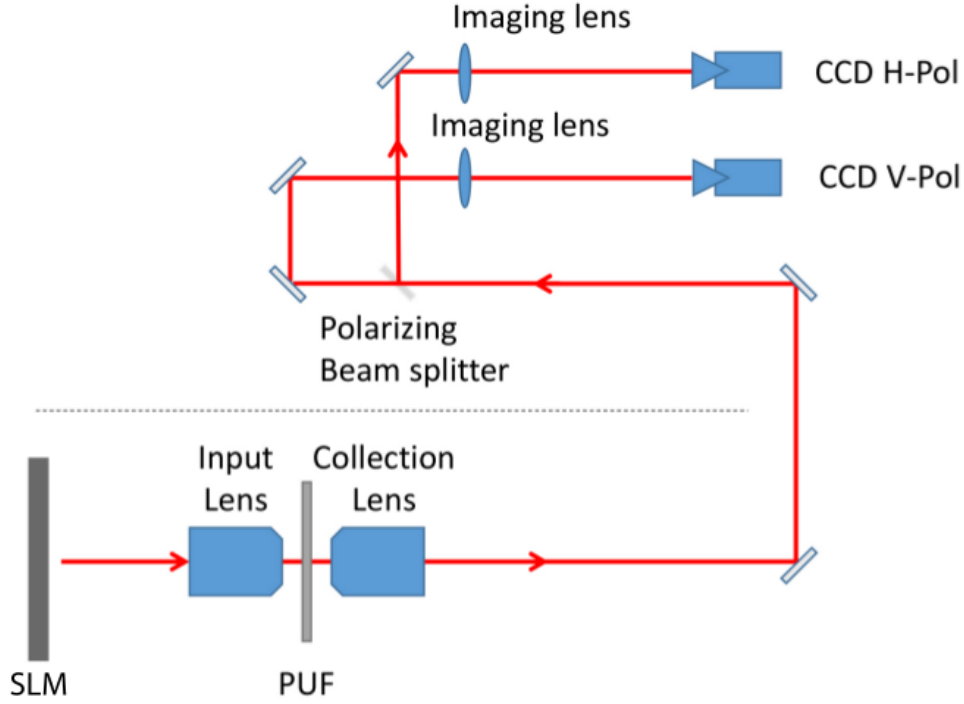 Imaging lens
CCD H-Pol
Imaging lens
CCD V-Pol
Polarizing
Beam splitter
Input
Lens
Collection
Lens
SLM
PUF